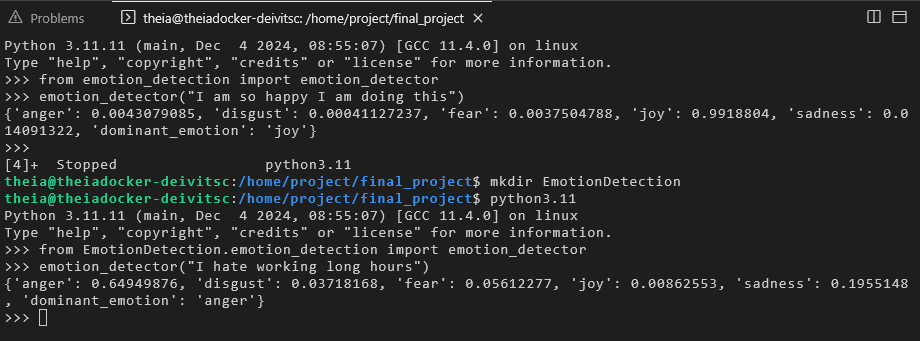 Problems
theia@theiadocker-deivitsc: /home/project/final_project
Python 3.11.11 (main, Dec  4 2024, 08:55:07) [GCC 11.4.0] on linux
Type "help", "copyright", "credits" or "license" for more information.
>>> from emotion_detection import emotion_detector
>>> emotion_detector("I am so happy I am doing this")
{'anger': 0.0043079085, 'disgust': 0.00041127237, 'fear': 0.0037504788, 'joy': 0.9918804, 'sadness': 0.0
14091322, 'dominant_emotion': 'joy'}
>>>
[4]+  Stopped                 python3.11
theia@theiadocker-deivitsc:/home/project/final_project$ mkdir EmotionDetection
theia@theiadocker-deivitsc:/home/project/final_project$ python3.11
Python 3.11.11 (main, Dec  4 2024, 08:55:07) [GCC 11.4.0] on linux
Type "help", "copyright", "credits" or "license" for more information.
>>> from EmotionDetection.emotion_detection import emotion_detector
>>> emotion_detector("I hate working long hours")
{'anger': 0.64949876, 'disgust': 0.03718168, 'fear': 0.05612277, 'joy': 0.00862553, 'sadness': 0.1955148
, 'dominant_emotion': 'anger'}
>>>